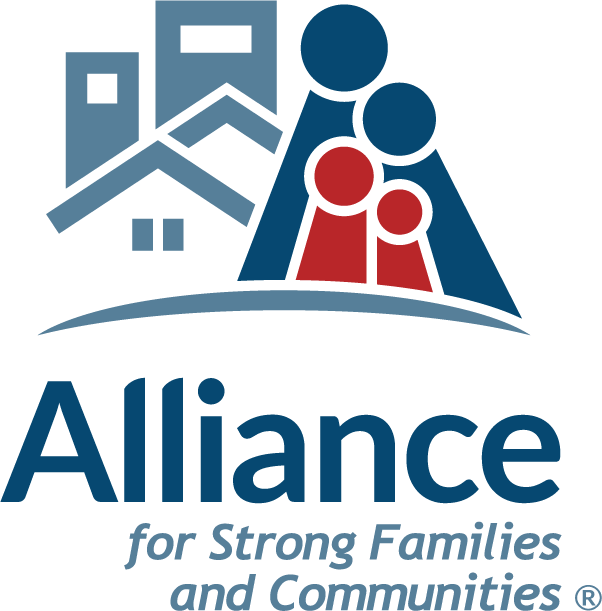 Alliance
for Strong Families
and Communities ®